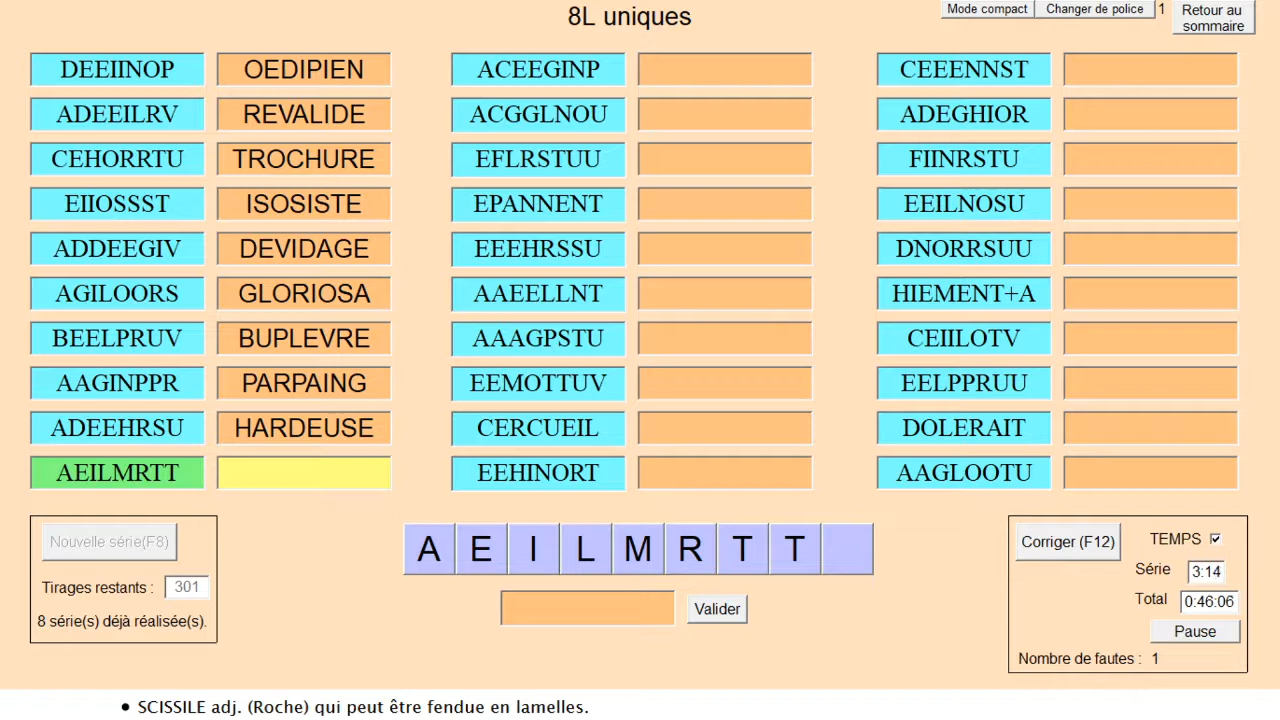 8L uniques
Mode compact Changer de police 1 Retour au sommaire
DEEIINOP OEDIPIEN ACEEGINP CEEENNST
ADEEILRV REVALIDE ACGGLNOU ADEGHIOR
CEHORRTU TROCHURE EFLRSTUU FIINRSTU
EIIOSSST ISOSISTE EPANNENT EEILNOSU
ADDEEGIV DEVIDAGE EEEHRSSU DNORRSUU
AGILOORS GLORIOSA AAEELLNT HIEMENT+A
BEELPRUV BUPLEVRE AAAGPSTU CEIILOTV
AAGINPPR PARPAING EEMOTTUV EELPPRUU
ADEEHRSU HARDEUSE CERCUEIL DOLERAIT
AEILMRTT EEHINORT AAGLOOTU
Nouvelle série(F8)
Tirages restants : 301
8 série(s) déjà réalisée(s).
A E I L M R T T
Valider
Corriger (F12) TEMPS
Série 3:14
Total 0:46:06
Pause
Nombre de fautes : 1
• SCISSILE adj. (Roche) qui peut être fendue en lamelles.